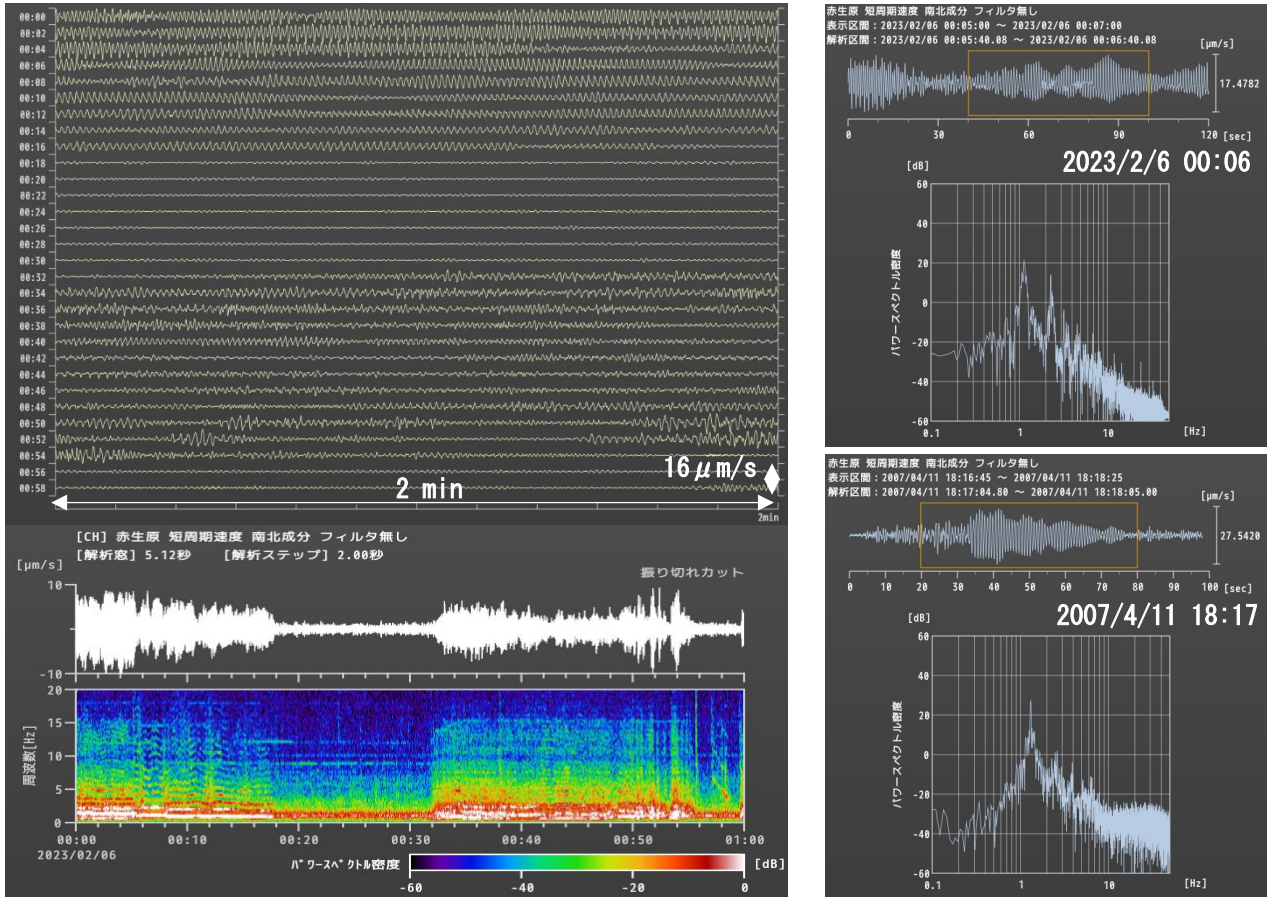 00:00
00:02
00:04
00:06
00:08
00:10
00:12
00:14
00:16
00:18
00:20
00:22
00:24
00:26
00:28
00:30
00:32
00:34
00:36
00:38
00:40
00:42
00:44
00:46
00:48
00:50
00:52
00:54
00:56
00:58
16μm/s
2 min
2min
[CH] 赤生原 短周期速度 南北成分 フィルタ無し
[解析窓] 5.12秒 [解析ステップ] 2.00秒
[μm/s]
振り切れカット
10
-10
20
15
10
5
0
周波数[Hz]
00:00 00:10 00:20 00:30 00:40 00:50 01:00
2023/02/06
パワースペクトル密度
[dB]
-60 -40 -20 0
赤生原 短周期速度 南北成分 フィルタ無し
表示区間：2023/02/06 00:05:00 ～ 2023/02/06 00:07:00
解析区間：2023/02/06 00:05:40.08 ～ 2023/02/06 00:06:40.08
[μm/s]
17.4782
0 30 60 90 120 [sec]
2023/2/6 00:06
[dB]
60
40
20
0
-20
-40
-60
パワースペクトル密度
0.1 1 10 [Hz]
赤生原 短周期速度 南北成分 フィルタ無し
表示区間：2007/04/11 18:16:45 ～ 2007/04/11 18:18:25
解析区間：2007/04/11 18:17:04.80 ～ 2007/04/11 18:18:05.00
[μm/s]
27.5420
0 10 20 30 40 50 60 70 80 90 100 [sec]
2007/4/11 18:17
[dB]
60
40
20
0
-20
-40
-60
パワースペクトル密度
0.1 1 10 [Hz]